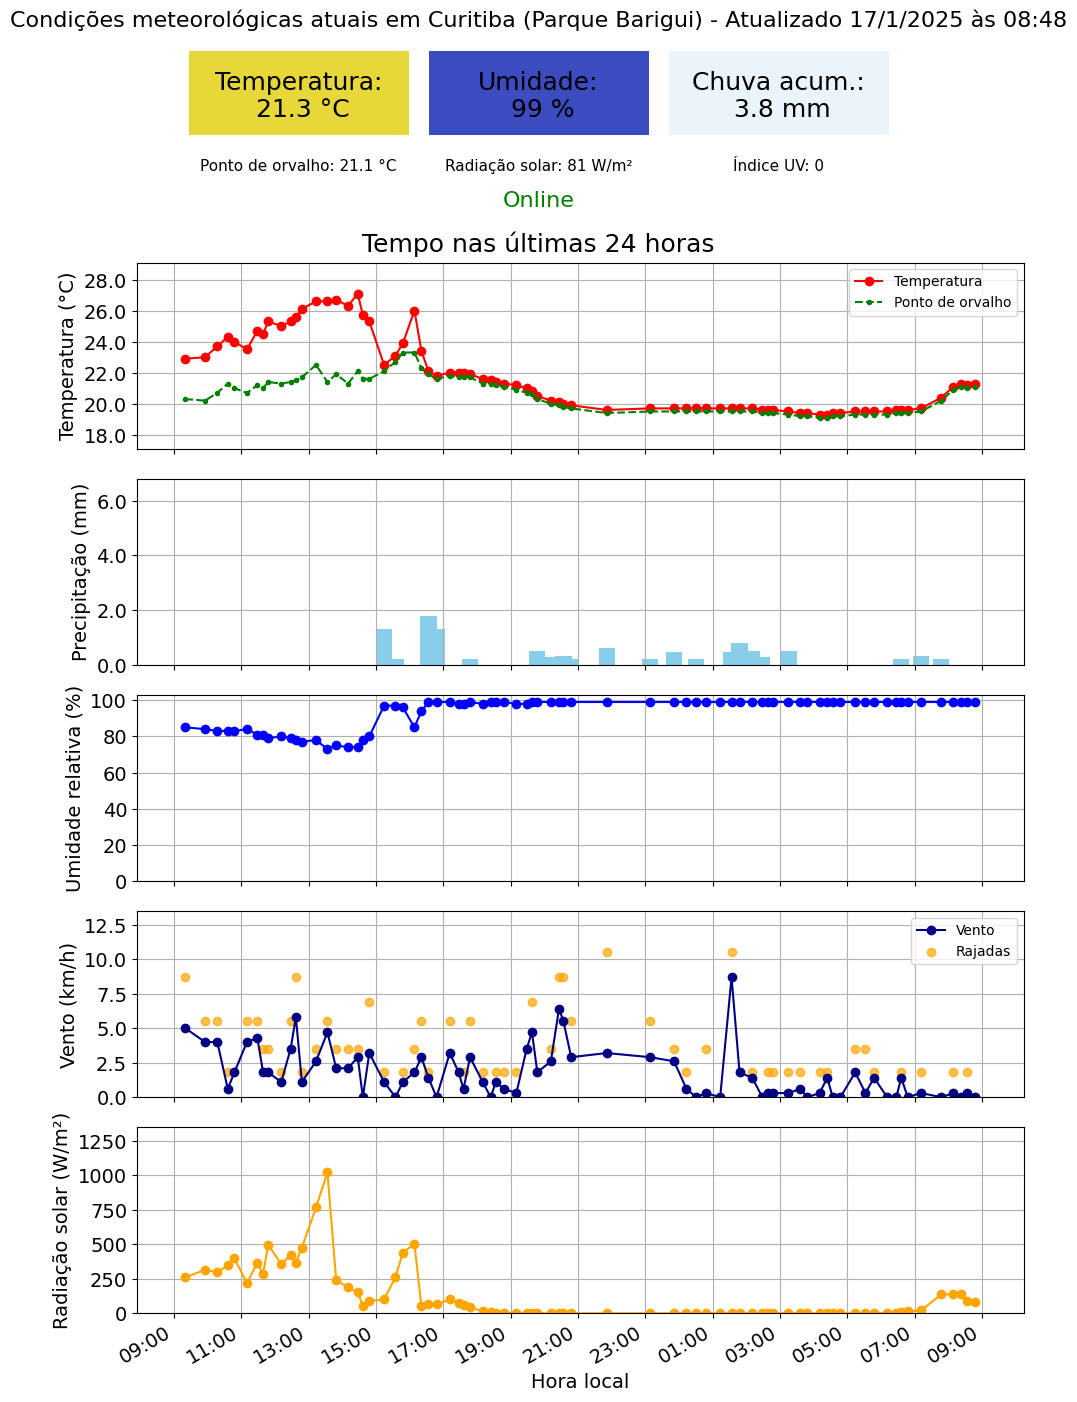 Condições meteorológicas atuais em Curitiba (Parque Barigui) - Atualizado 17/1/2025 às 08:48
Temperatura:
21.3 °C
Umidade:
99 %
Chuva acum.:
3.8 mm
Ponto de orvalho: 21.1 °C
Radiação solar: 81 W/m²
Índice UV: 0
Online
Tempo nas últimas 24 horas
Temperatura (°C)
28.0
26.0
24.0
22.0
20.0
18.0
Temperatura
Ponto de orvalho
Precipitação (mm)
6.0
4.0
2.0
0.0
Umidade relativa (%)
100
80
60
40
20
0
Vento (km/h)
12.5
10.0
7.5
5.0
2.5
0.0
Vento
Rajadas
Radiação solar (W/m²)
1250
1000
750
500
250
0
09:00
11:00
13:00
15:00
17:00
19:00
21:00
23:00
01:00
03:00
05:00
07:00
09:00
Hora local